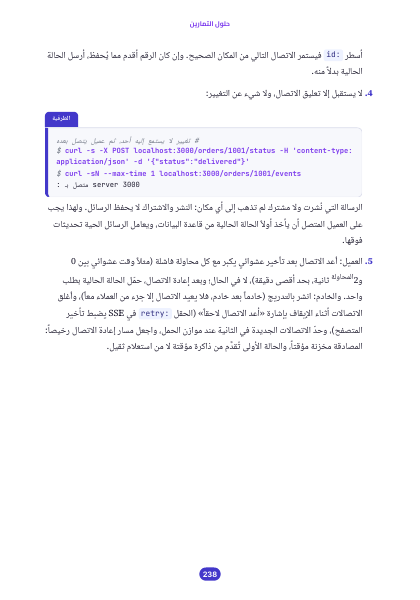 حلول التمارين
أسطر id: فيستمر الاتصال التالي من المكان الصحيح. وإن كان الرقم أقدم مما يُحفَظ، أرسل الحالة
الحالية بدلاً منه.
4. لا يستقبل إلا تعليق الاتصال، ولا شيء عن التغيير:
الطرفية
# تغيير لا يستمع إليه أحد، ثم عميل يتصل بعده
$ curl -s -X POST localhost:3000/orders/1001/status -H 'content-type:
application/json' -d '{"status":"delivered"}'
$ curl -sN --max-time 1 localhost:3000/orders/1001/events
: متصل بـ server 3000
الرسالة التي نُشرت ولا مشترك لم تذهب إلى أي مكان: النشر والاشتراك لا يحفظ الرسائل. ولهذا يجب
على العميل المتصل أن يأخذ أولاً الحالة الحالية من قاعدة البيانات، ويعامل الرسائل الحية تحديثات
فوقها.
5. العميل: أعد الاتصال بعد تأخير عشوائي يكبر مع كل محاولة فاشلة (مثلاً وقت عشوائي بين 0
و2المحاولة ثانية، بحد أقصى دقيقة)، لا في الحال؛ وبعد إعادة الاتصال، حمّل الحالة الحالية بطلب
واحد. والخادم: انشر بالتدريج (خادماً بعد خادم، فلا يعيد الاتصال إلا جزء من العملاء معاً)، وأغلق
الاتصالات أثناء الإيقاف بإشارة «أعد الاتصال لاحقاً» (الحقل retry: في SSE يضبط تأخير
المتصفح)، وحدّ الاتصالات الجديدة في الثانية عند موازن الحمل، واجعل مسار إعادة الاتصال رخيصاً:
المصادقة مخزنة مؤقتاً، والحالة الأولى تُقدَّم من ذاكرة مؤقتة لا من استعلام ثقيل.
238